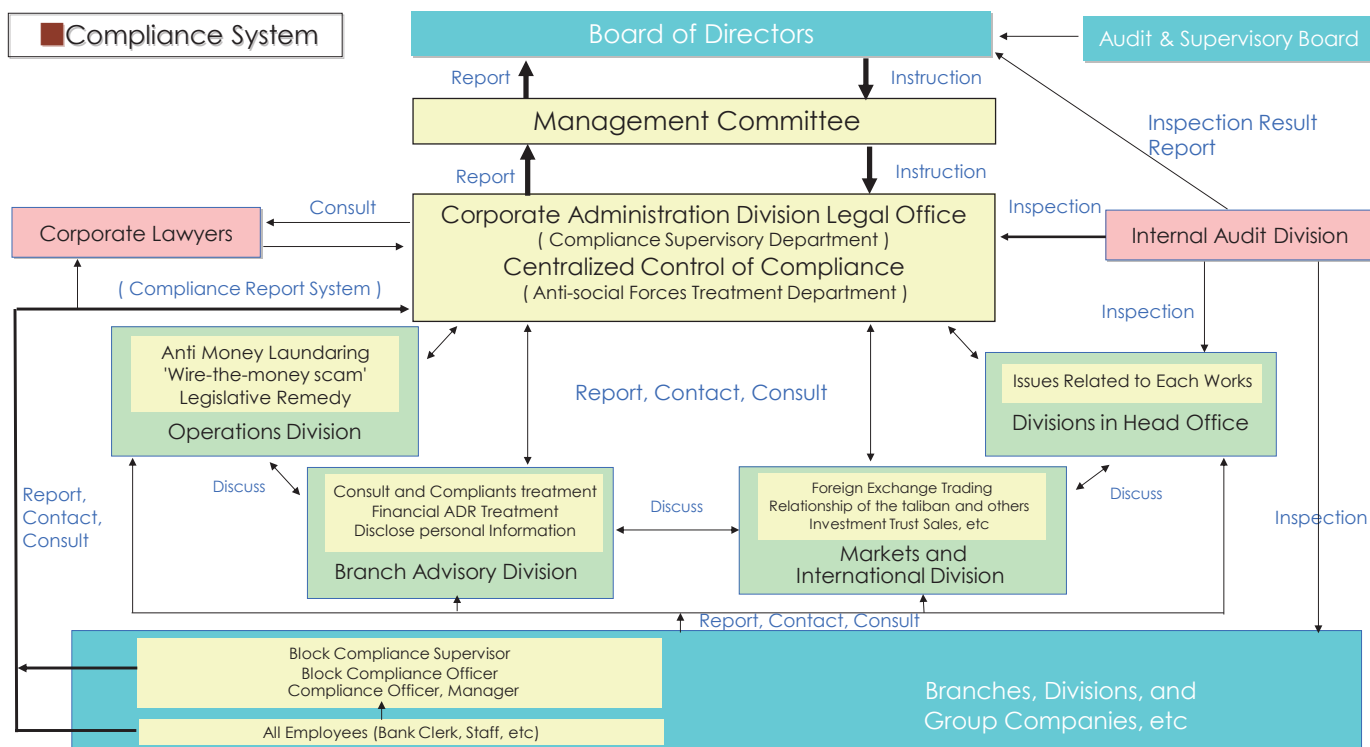 Compliance System
Board of Directors
Audit & Supervisory Board
Report
Instruction
Management Committee
Inspection Result
Report
Report
Instruction
Consult
Corporate Lawyers
Corporate Administration Division Legal Office
( Compliance Supervisory Department )
Centralized Control of Compliance
( Anti-social Forces Treatment Department )
Inspection
Internal Audit Division
( Compliance Report System )
Inspection
Anti Money Laundaring
'Wire-the-money scam'
Legislative Remedy
Operations Division
Report, Contact, Consult
Issues Related to Each Works
Divisions in Head Office
Report,
Contact,
Consult
Discuss
Consult and Compliants treatment
Financial ADR Treatment
Disclose personal Information
Branch Advisory Division
Discuss
Foreign Exchange Trading
Relationship of the taliban and others
Investment Trust Sales, etc
Markets and
International Division
Discuss
Inspection
Report, Contact, Consult
Block Compliance Supervisor
Block Compliance Officer
Compliance Officer, Manager
All Employees (Bank Clerk, Staff, etc)
Branches, Divisions, and
Group Companies, etc